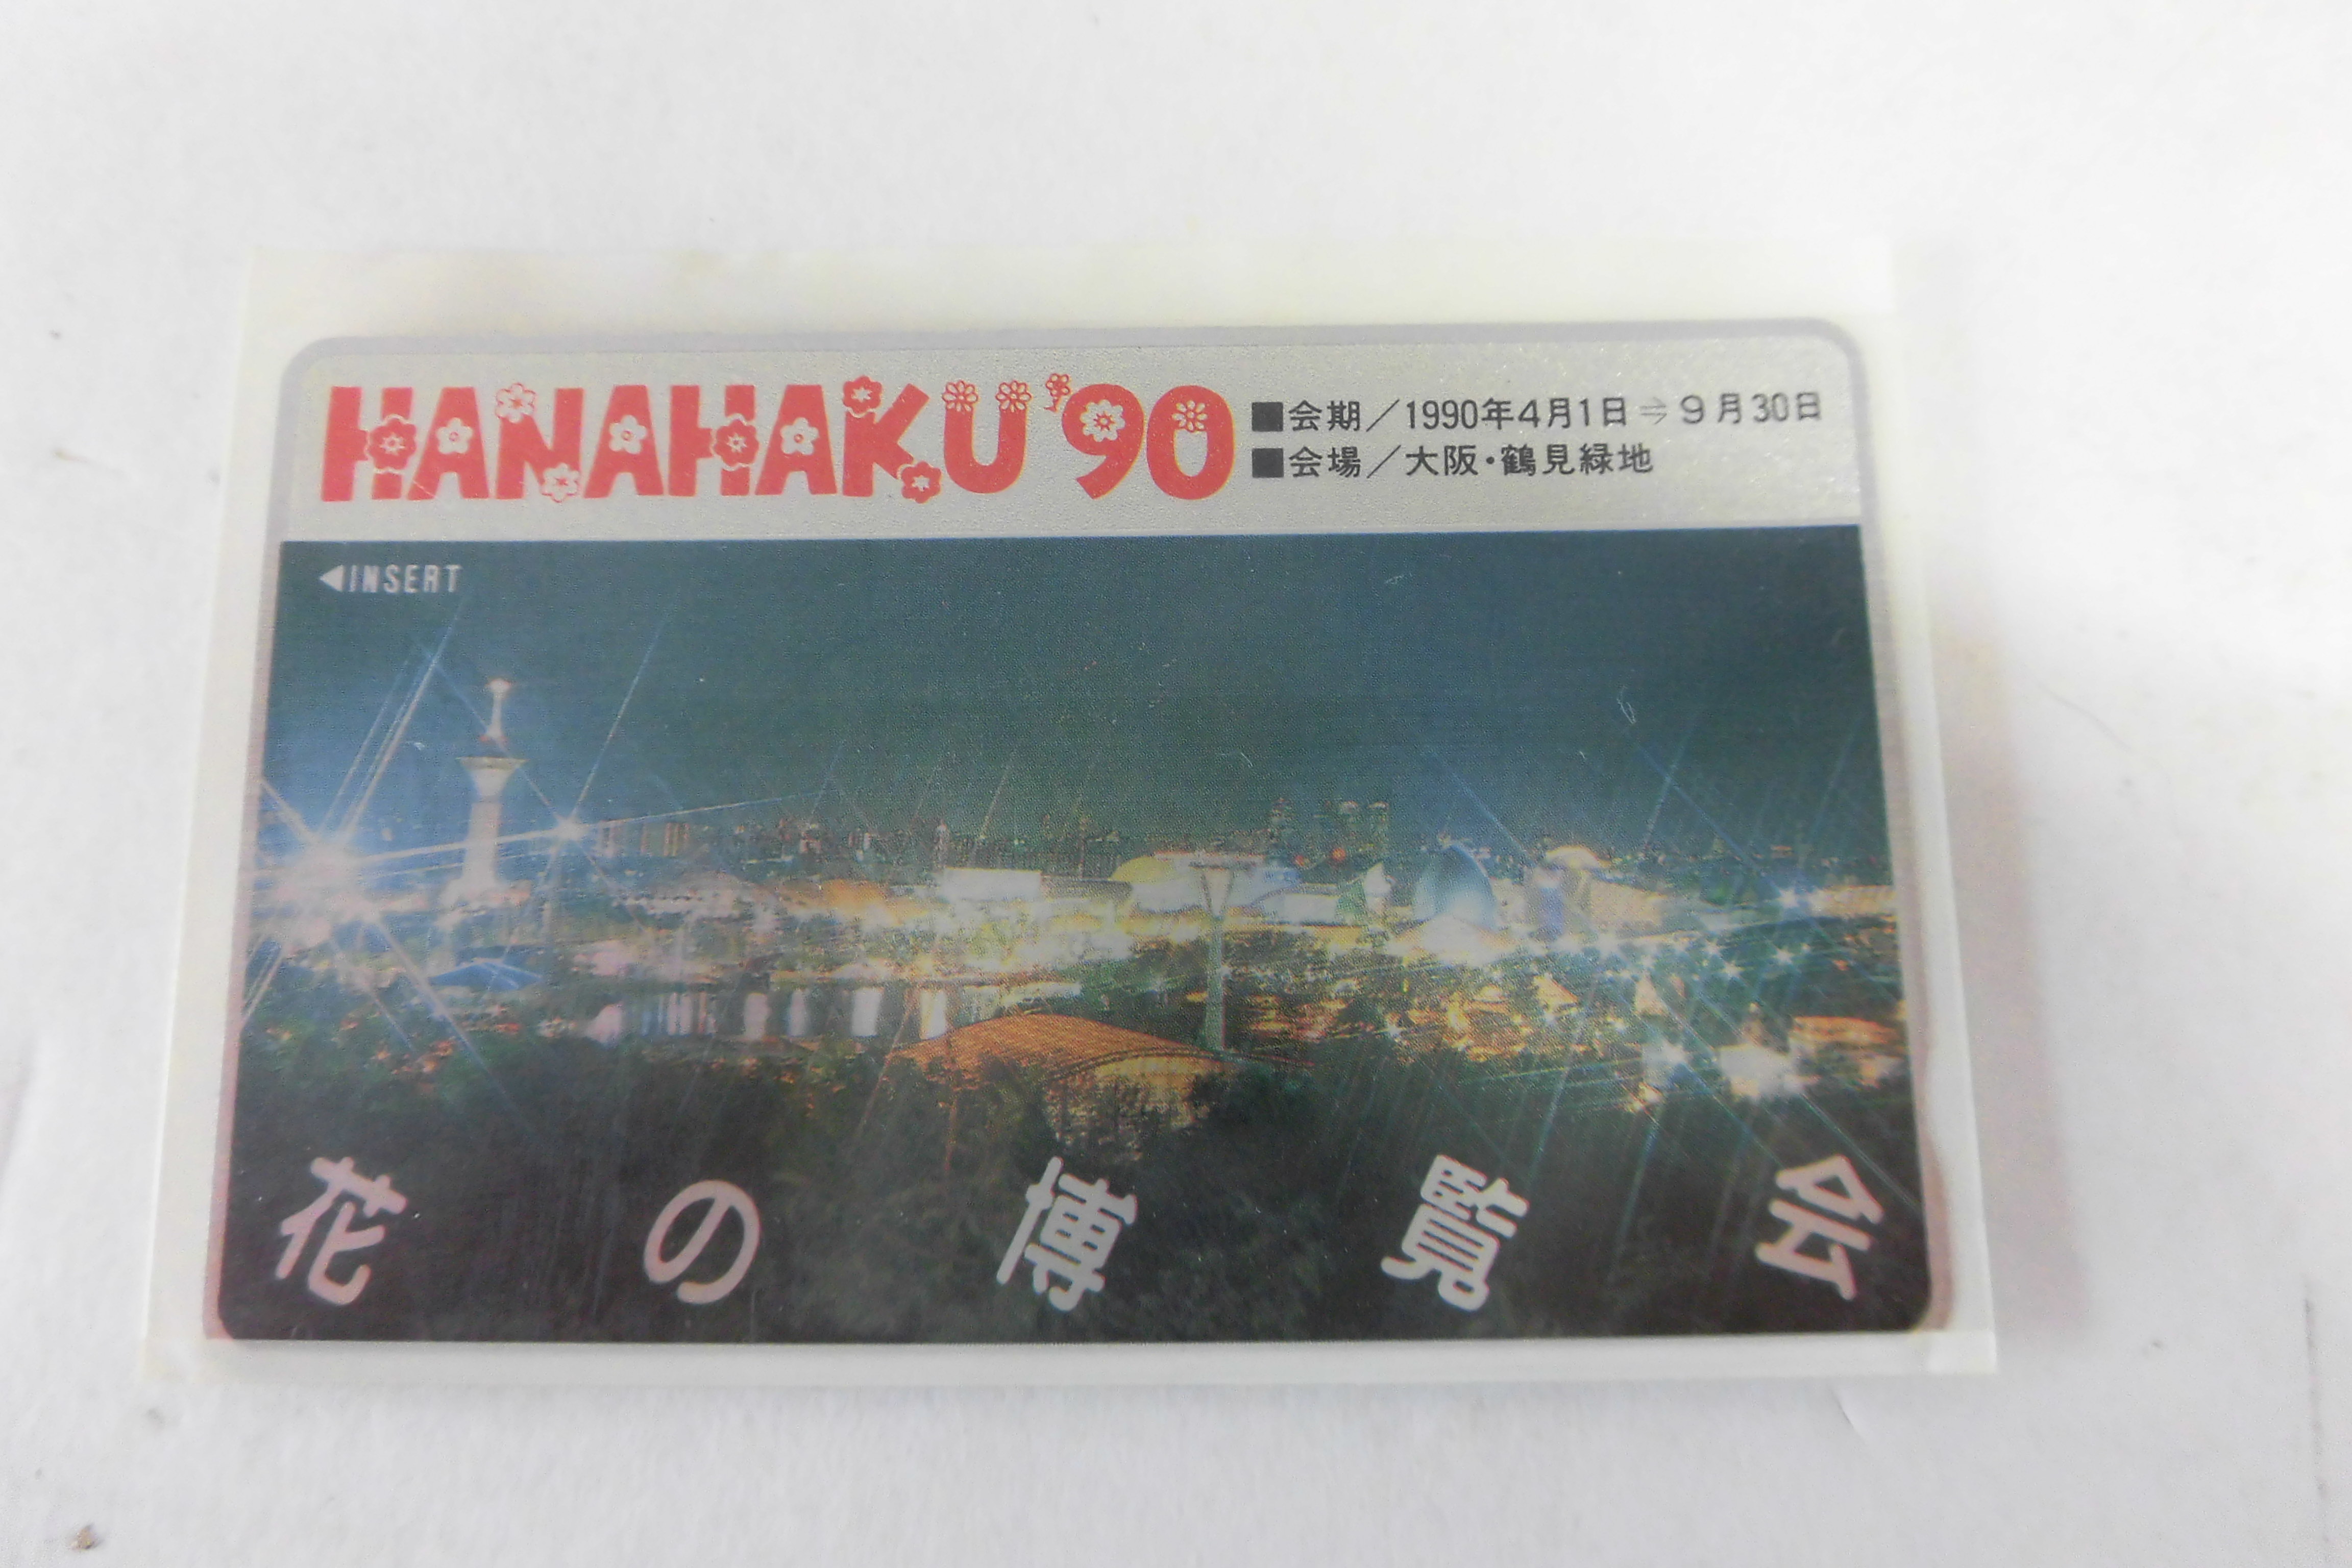 HANAHAKU'90
■会期／1990年4月1日⇒9月30日
■会場／大阪・鶴見緑地
◀INSERT
花の博覧会